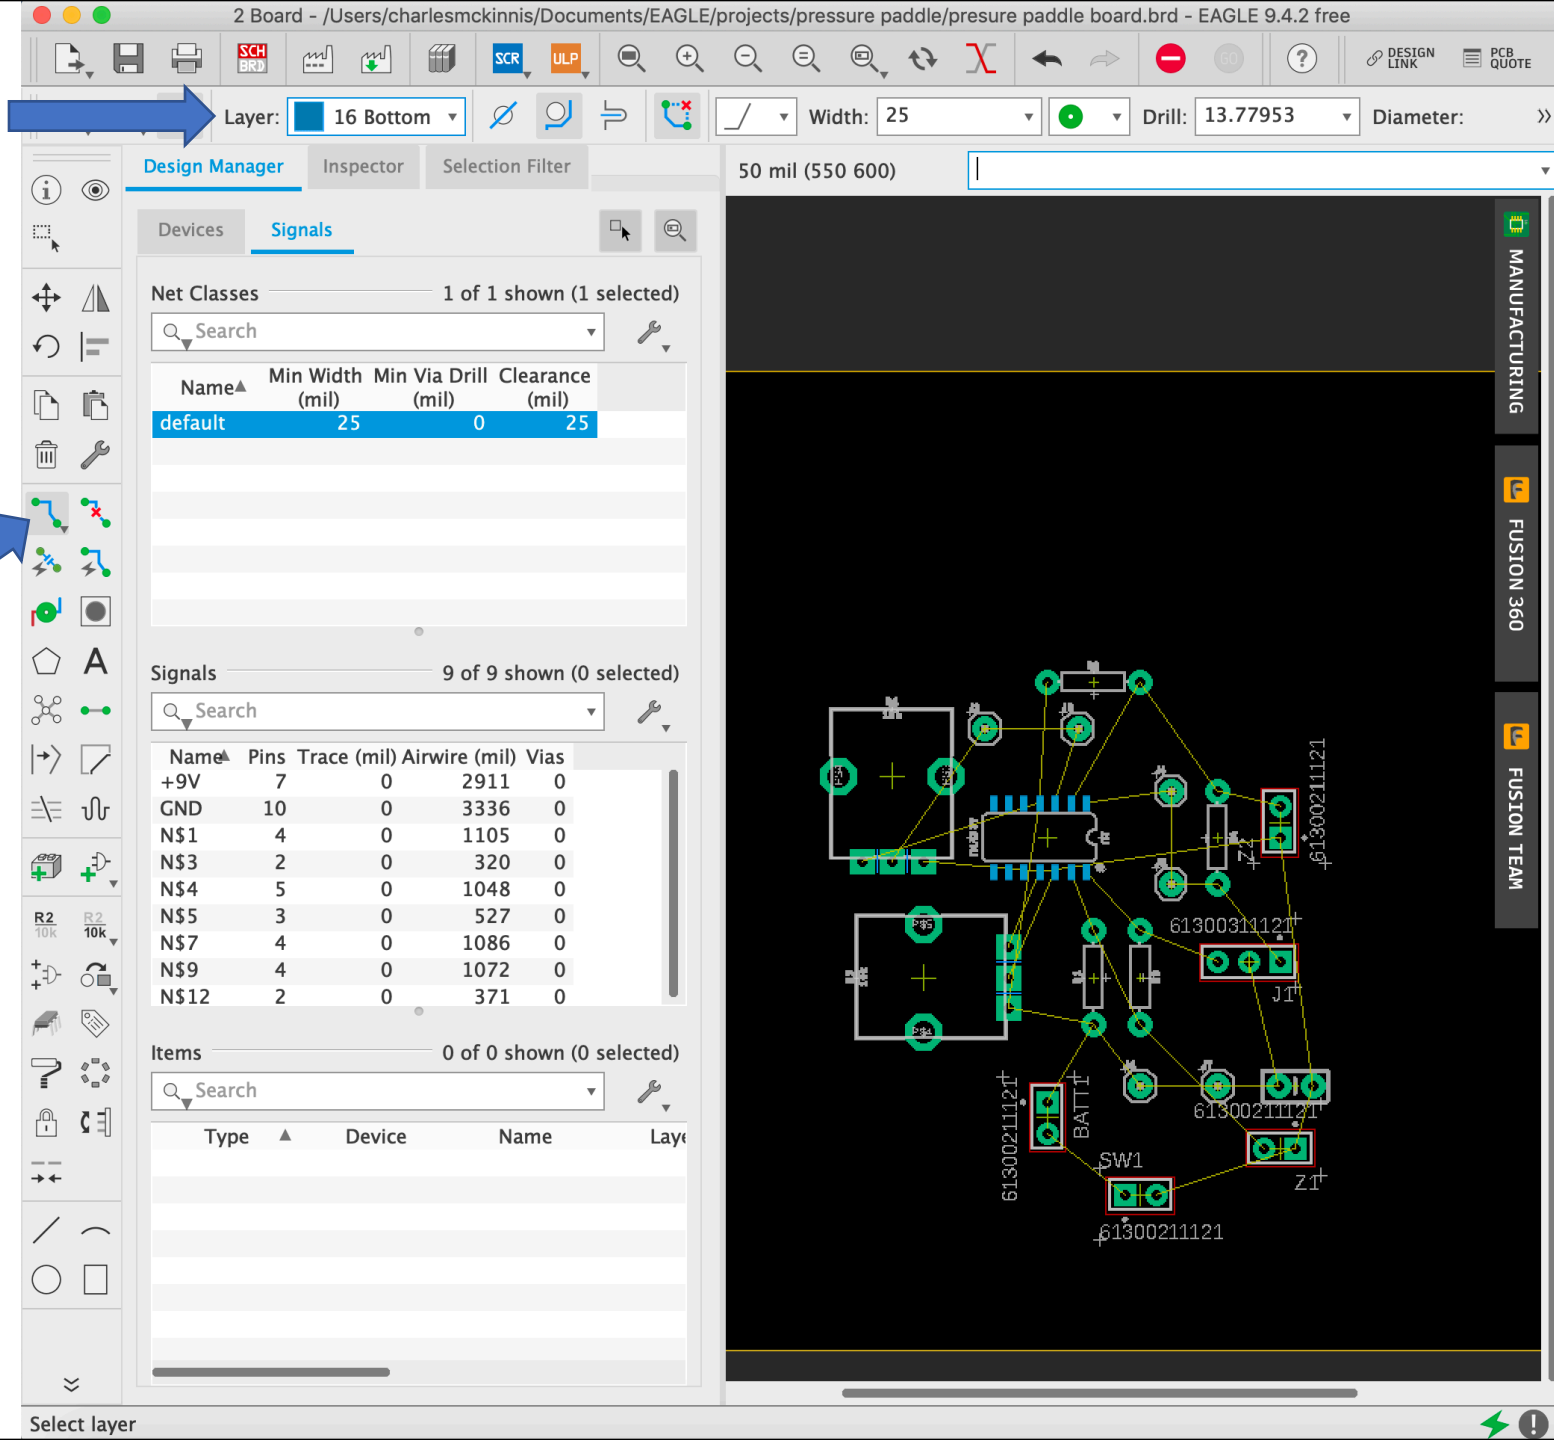 2 Board - /Users/charlesmckinnis/Documents/EAGLE/projects/pressure paddle/presure paddle board.brd - EAGLE 9.4.2 free
SCH BRD
SCR
ULP
DESIGN LINK
PCB QUOTE
Layer: 16 Bottom
Width: 25
Drill: 13.77953
Diameter:
Design Manager
Inspector
Selection Filter
50 mil (550 600)
Devices
Signals
Net Classes
1 of 1 shown (1 selected)
Search
Name Min Width (mil) Min Via Drill (mil) Clearance (mil)
default 25 0 25
Signals
9 of 9 shown (0 selected)
Search
Name Pins Trace (mil) Airwire (mil) Vias
+9V 7 0 2911 0
GND 10 0 3336 0
N$1 4 0 1105 0
N$3 2 0 320 0
N$4 5 0 1048 0
N$5 3 0 527 0
N$7 4 0 1086 0
N$9 4 0 1072 0
N$12 2 0 371 0
Items
0 of 0 shown (0 selected)
Search
Type Device Name Laye
R2 10k
R2 10k
A
MANUFACTURING
FUSION 360
FUSION TEAM
61300211121
61300311121
J1
61300211121
BATT1
61300211121
SW1
61300211121
Z1
Select layer